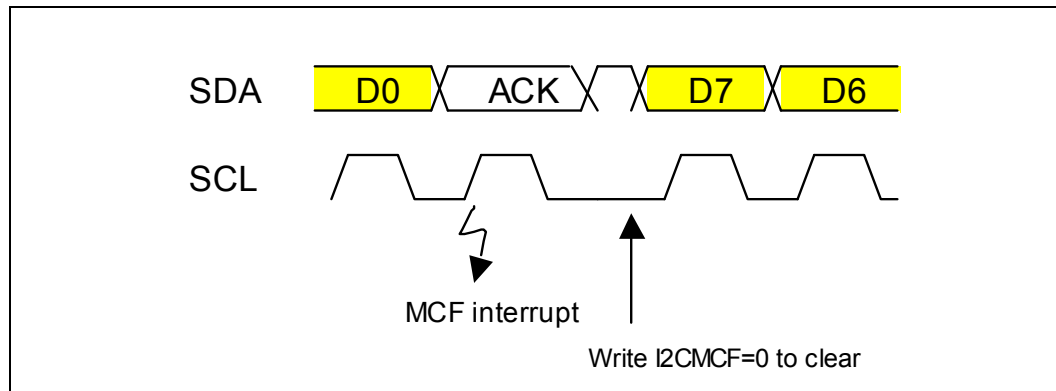 SDA D0 ACK D7 D6
SCL
MCF interrupt
Write I2CMCF=0 to clear